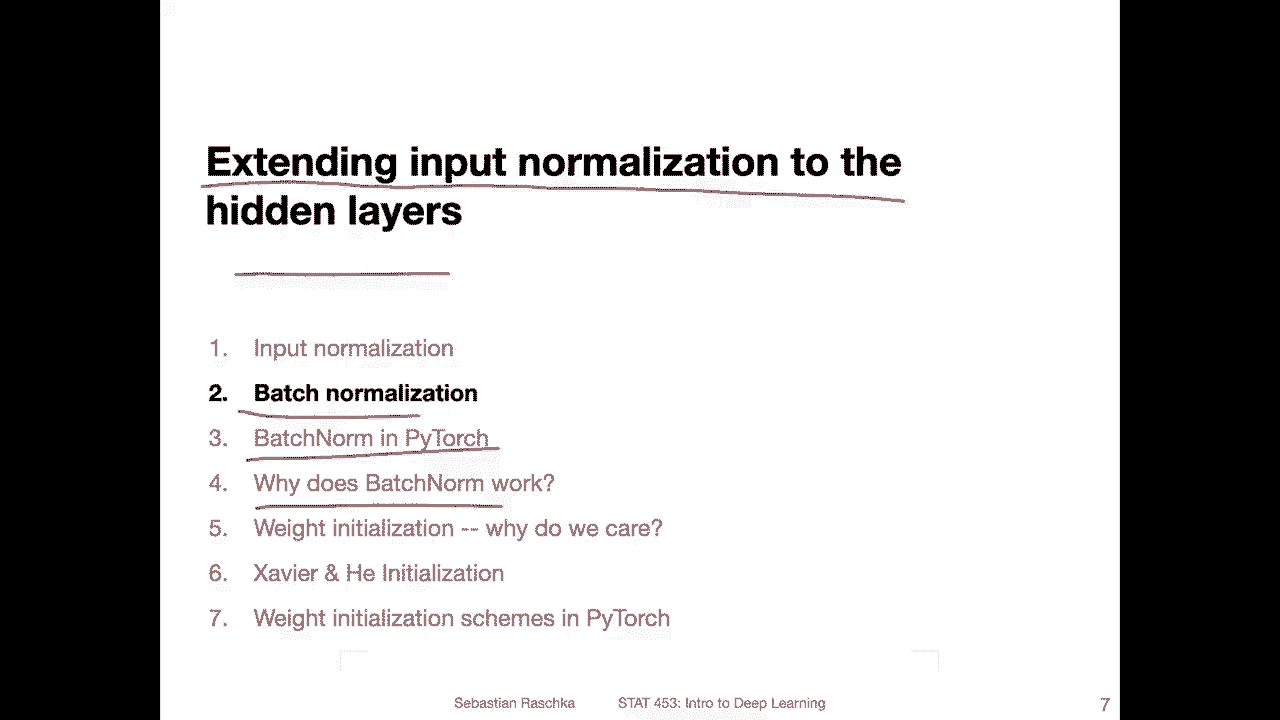 Extending input normalization to the
hidden layers
1. Input normalization
2. Batch normalization
3. BatchNorm in PyTorch
4. Why does BatchNorm work?
5. Weight initialization -- why do we care?
6. Xavier & He Initialization
7. Weight initialization schemes in PyTorch
Sebastian Raschka STAT 453: Intro to Deep Learning 7